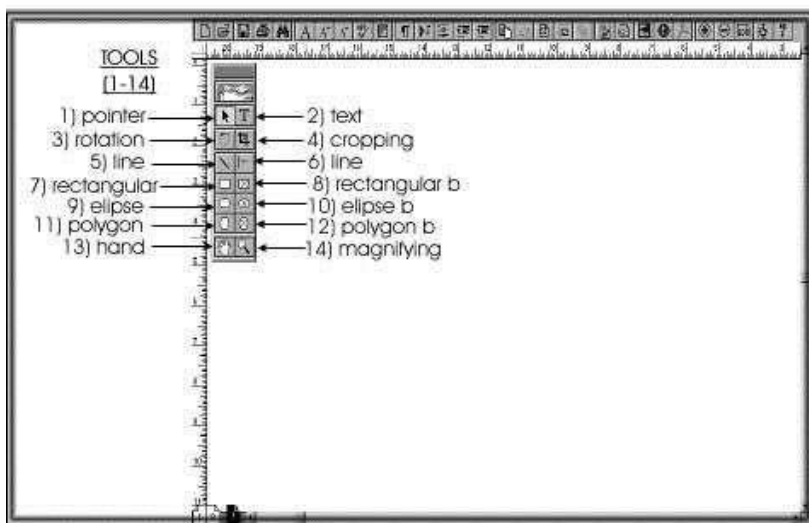 TOOLS
(1-14)
1) pointer
2) text
3) rotation
4) cropping
5) line
6) line
7) rectangular
8) rectangular b
9) elipse
10) elipse b
11) polygon
12) polygon b
13) hand
14) magnifying